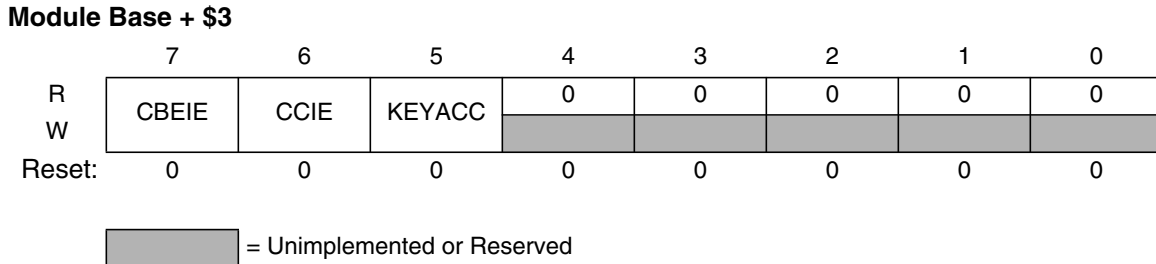 Module Base + $3
7 6 5 4 3 2 1 0
R CBEIE CCIE KEYACC 0 0 0 0 0
W
Reset: 0 0 0 0 0 0 0 0
= Unimplemented or Reserved